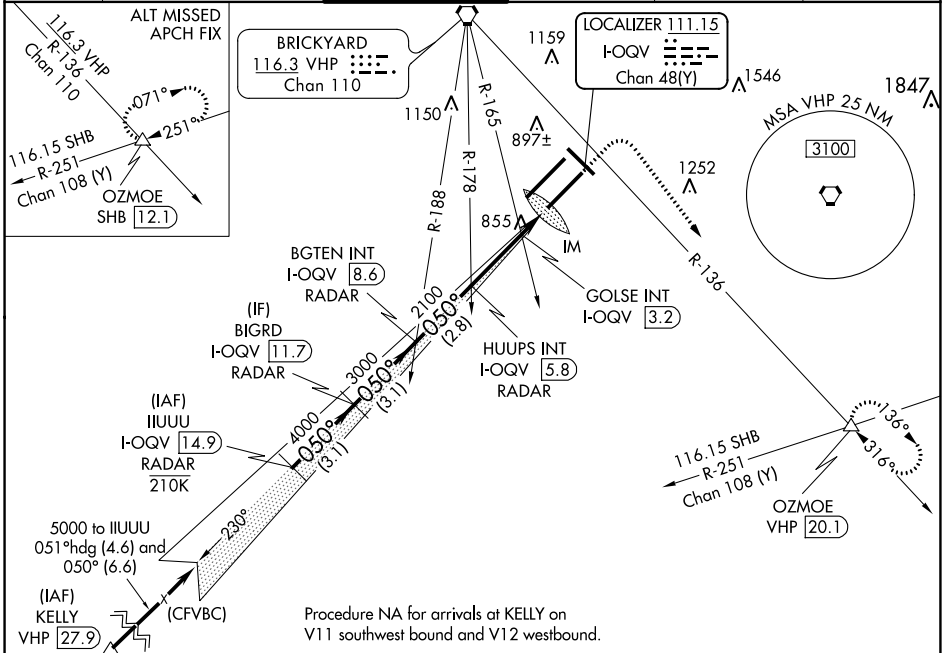 ALT MISSED
APCH FIX
116.3 VHP
R-136
Chan 110
071°
251°
116.15 SHB
R-251
Chan 108 (Y)
OZMOE
SHB 12.1
BRICKYARD
116.3 VHP
Chan 110
LOCALIZER 111.15
I-OQV
Chan 48(Y)
1159
1546
1847
1150
897±
1252
855
R-165
R-178
R-188
R-136
MSA VHP 25 NM
3100
IM
BGTEN INT
I-OQV 8.6
RADAR
GOLSE INT
I-OQV 3.2
(IF)
BIGRD
I-OQV 11.7
RADAR
HUUPS INT
I-OQV 5.8
RADAR
2100
050°
(2.8)
3000
050°
(3.1)
4000
050°
(3.1)
(IAF)
IIUUU
I-OQV 14.9
RADAR
210K
230°
136°
316°
116.15 SHB
R-251
Chan 108 (Y)
OZMOE
VHP 20.1
5000 to IIUUU
051°hdg (4.6) and
050° (6.6)
(IAF)
KELLY
VHP 27.9
(CFVBC)
Procedure NA for arrivals at KELLY on
V11 southwest bound and V12 westbound.